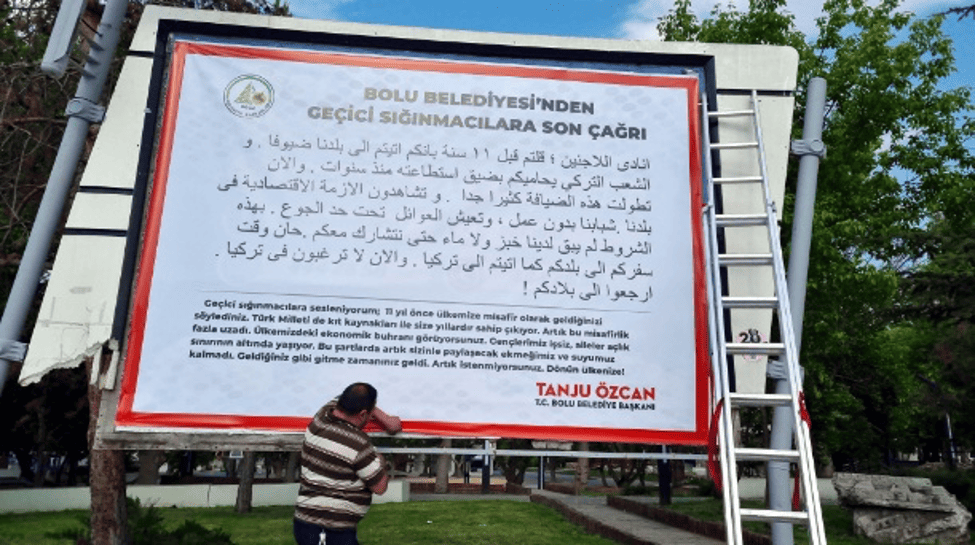 BOLU BELEDİYESİ'NDEN
GEÇİCİ SIĞINMACILARA SON ÇAĞRI
انادى اللاجئين ؛ قلتم قبل ١١ سنة بانكم اتيتم الى بلدنا ضيوفا . و
الشعب التركي يحاميكم بضيق استطاعته منذ سنوات . والان
تطولت هذه الضيافة كثيرا جدا . و تشاهدون الازمة الاقتصادية فى
بلدنا . شبابنا بدون عمل ، وتعيش العوائل تحت حد الجوع . بهذه
الشروط لم يبق لدينا خبز ولا ماء حتى نتشارك معكم . حان وقت
سفركم الى بلدكم كما اتيتم الى تركيا . والان لا ترغبون فى تركيا .
ارجعوا الى بلادكم !
Geçici sığınmacılara sesleniyorum; 11 yıl önce ülkemize misafir olarak geldiğinizi
söylediniz. Türk Milleti de kıt kaynakları ile size yıllardır sahip çıkıyor. Artık bu misafirlik
fazla uzadı. Ülkemizdeki ekonomik buhranı görüyorsunuz. Gençlerimiz işsiz, aileler açlık
sınırının altında yaşıyor. Bu şartlarda artık sizinle paylaşacak ekmeğimiz ve suyumuz
kalmadı. Geldiğiniz gibi gitme zamanınız geldi. Artık istenmiyorsunuz. Dönün ülkenize!
TANJU ÖZCAN
T.C. BOLU BELEDİYE BAŞKANI